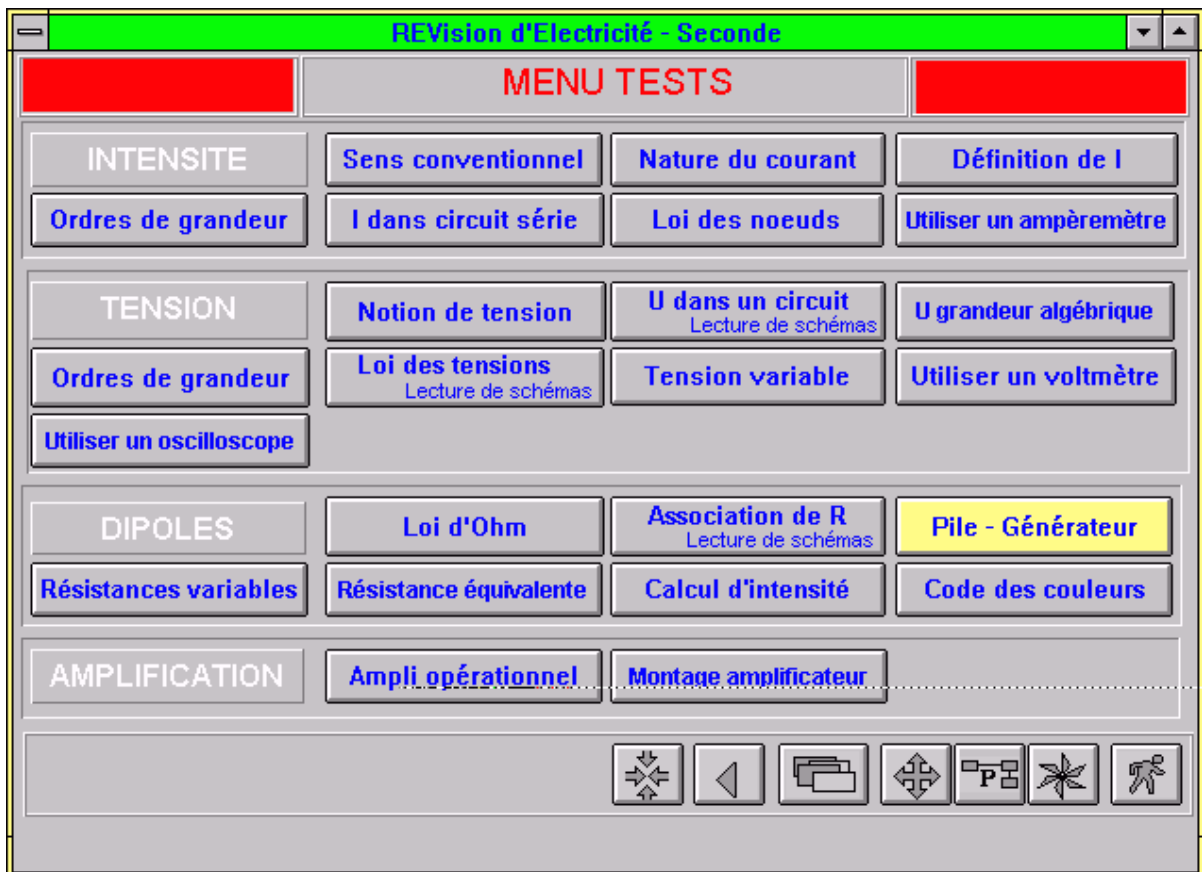 REVision d'Electricité - Seconde
MENU TESTS
INTENSITE
Sens conventionnel
Nature du courant
Définition de I
Ordres de grandeur
I dans circuit série
Loi des noeuds
Utiliser un ampèremètre
TENSION
Notion de tension
U dans un circuit
Lecture de schémas
U grandeur algébrique
Ordres de grandeur
Loi des tensions
Lecture de schémas
Tension variable
Utiliser un voltmètre
Utiliser un oscilloscope
DIPOLES
Loi d'Ohm
Association de R
Lecture de schémas
Pile - Générateur
Résistances variables
Résistance équivalente
Calcul d'intensité
Code des couleurs
AMPLIFICATION
Ampli opérationnel
Montage amplificateur
P